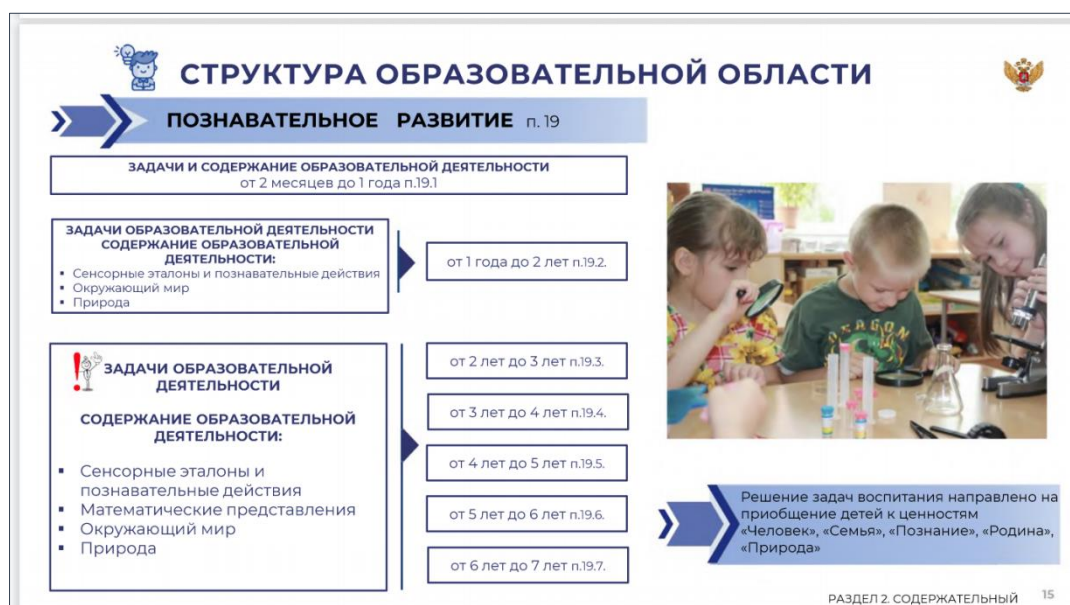 СТРУКТУРА ОБРАЗОВАТЕЛЬНОЙ ОБЛАСТИ
ПОЗНАВАТЕЛЬНОЕ РАЗВИТИЕ п. 19
ЗАДАЧИ И СОДЕРЖАНИЕ ОБРАЗОВАТЕЛЬНОЙ ДЕЯТЕЛЬНОСТИ
от 2 месяцев до 1 года п.19.1
ЗАДАЧИ ОБРАЗОВАТЕЛЬНОЙ ДЕЯТЕЛЬНОСТИ
СОДЕРЖАНИЕ ОБРАЗОВАТЕЛЬНОЙ
ДЕЯТЕЛЬНОСТИ:
▪ Сенсорные эталоны и познавательные действия
▪ Окружающий мир
▪ Природа
от 1 года до 2 лет п.19.2.
ЗАДАЧИ ОБРАЗОВАТЕЛЬНОЙ
ДЕЯТЕЛЬНОСТИ
СОДЕРЖАНИЕ ОБРАЗОВАТЕЛЬНОЙ
ДЕЯТЕЛЬНОСТИ:
▪ Сенсорные эталоны и
познавательные действия
▪ Математические представления
▪ Окружающий мир
▪ Природа
от 2 лет до 3 лет п.19.3.
от 3 лет до 4 лет п.19.4.
от 4 лет до 5 лет п.19.5.
от 5 лет до 6 лет п.19.6.
от 6 лет до 7 лет п.19.7.
Решение задач воспитания направлено на
приобщение детей к ценностям
«Человек», «Семья», «Познание», «Родина»,
«Природа»
РАЗДЕЛ 2. СОДЕРЖАТЕЛЬНЫЙ 15